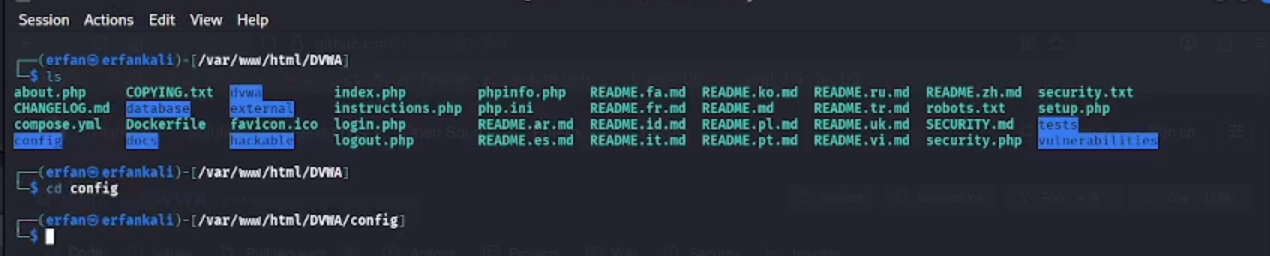 Session Actions Edit View Help
┌──(erfan㉿erfankali)-[/var/www/html/DVWA]
└─$ ls
about.php COPYING.txt dvwa index.php phpinfo.php README.fa.md README.ko.md README.ru.md README.zh.md security.txt
CHANGELOG.md database external instructions.php php.ini README.fr.md README.md README.tr.md robots.txt setup.php
compose.yml Dockerfile favicon.ico login.php README.ar.md README.id.md README.pl.md README.uk.md SECURITY.md tests
config docs hackable logout.php README.es.md README.it.md README.pt.md README.vi.md security.php vulnerabilities
┌──(erfan㉿erfankali)-[/var/www/html/DVWA]
└─$ cd config
┌──(erfan㉿erfankali)-[/var/www/html/DVWA/config]
└─$